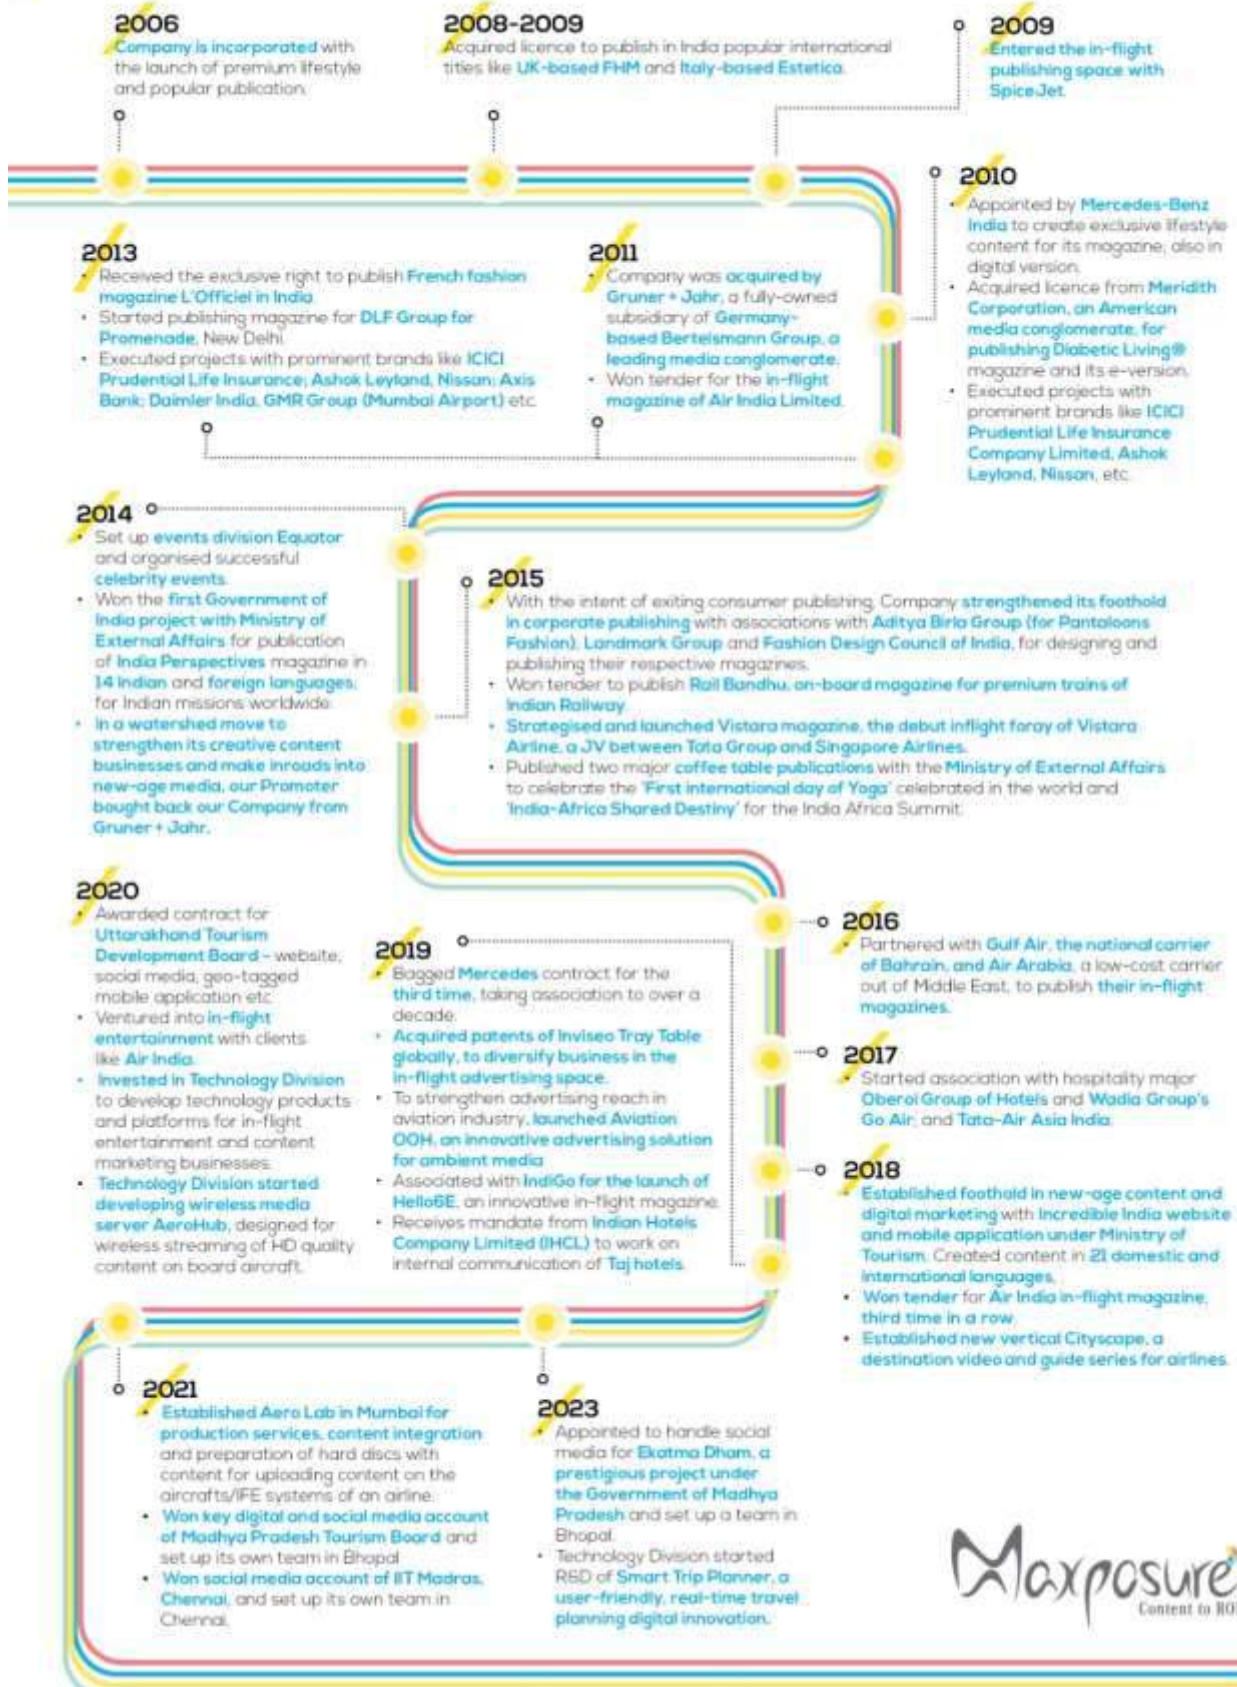 2006
Company is incorporated with
the launch of premium lifestyle
and popular publication.
2008-2009
Acquired licence to publish in India popular international
tities like UK-based FHM and Italy-based Estetica.
2009
Entered the in-flight
publishing space with
SpiceJet.
2010
• Appointed by Mercedes-Benz
India to create exclusive lifestyle
content for its magazine, also in
digital version.
• Acquired licence from Meridith
Corporation, an American
media conglomerate, for
publishing Diabetic Living®
magazine and its e-version.
• Executed projects with
prominent brands like ICICI
Prudential Life Insurance
Company Limited, Ashok
Leyland, Nissan, etc.
2011
• Company was acquired by
Gruner + Jahr, a fully-owned
subsidiary of Germany-
based Bertelsmann Group, a
leading media conglomerate.
• Won tender for the in-flight
magazine of Air India Limited.
2013
• Received the exclusive right to publish French fashion
magazine L'Officiel in India
• Started publishing magazine for DLF Group for
Promenade, New Delhi
• Executed projects with prominent brands like ICICI
Prudential Life Insurance; Ashok Leyland, Nissan; Axis
Bank; Daimler India, GMR Group (Mumbai Airport) etc.
2014
• Set up events division Equator
and organised successful
celebrity events.
• Won the first Government of
India project with Ministry of
External Affairs for publication
of India Perspectives magazine in
14 Indian and foreign languages,
for Indian missions worldwide.
• In a watershed move to
strengthen its creative content
businesses and make inroads into
new-age media, our Promoter
bought back our Company from
Gruner + Jahr.
2015
• With the intent of exiting consumer publishing, Company strengthened its foothold
in corporate publishing with associations with Aditya Birla Group (for Pantaloons
Fashion), Landmark Group and Fashion Design Council of India, for designing and
publishing their respective magazines.
• Won tender to publish Rail Bandhu, on-board magazine for premium trains of
Indian Railway.
• Strategised and launched Vistara magazine, the debut inflight foray of Vistara
Airline, a JV between Tata Group and Singapore Airlines.
• Published two major coffee table publications with the Ministry of External Affairs
to celebrate the 'First international day of Yoga' celebrated in the world and
'India-Africa Shared Destiny' for the India Africa Summit.
2016
• Partnered with Gulf Air, the national carrier
of Bahrain, and Air Arabia, a low-cost carrier
out of Middle East, to publish their in-flight
magazines.
2017
• Started association with hospitality major
Oberoi Group of Hotels and Wadia Group's
Go Air; and Tata-Air Asia India.
2018
• Established foothold in new-age content and
digital marketing with Incredible India website
and mobile application under Ministry of
Tourism. Created content in 21 domestic and
international languages.
• Won tender for Air India in-flight magazine,
third time in a row.
• Established new vertical Cityscape, a
destination video and guide series for airlines.
2019
• Bagged Mercedes contract for the
third time, taking association to over a
decade.
• Acquired patents of Inviseo Tray Table
globally, to diversify business in the
in-flight advertising space.
• To strengthen advertising reach in
aviation industry, launched Aviation
OOH, an innovative advertising solution
for ambient media
• Associated with IndiGo for the launch of
Hello6E, an innovative in-flight magazine.
• Receives mandate from Indian Hotels
Company Limited (IHCL) to work on
internal communication of Taj hotels.
2020
• Awarded contract for
Uttarakhand Tourism
Development Board – website,
social media, geo-tagged
mobile application etc
• Ventured into in-flight
entertainment with clients
like Air India.
• Invested in Technology Division
to develop technology products
and platforms for in-flight
entertainment and content
marketing businesses.
• Technology Division started
developing wireless media
server AeroHub, designed for
wireless streaming of HD quality
content on board aircraft.
2021
• Established Aero Lab in Mumbai for
production services, content integration
and preparation of hard discs with
content for uploading content on the
aircrafts/IFE systems of an airline.
• Won key digital and social media account
of Madhya Pradesh Tourism Board and
set up its own team in Bhopal
• Won social media account of IIT Madras,
Chennai, and set up its own team in
Chennai.
2023
• Appointed to handle social
media for Ekatma Dham, a
prestigious project under
the Government of Madhya
Pradesh and set up a team in
Bhopal.
• Technology Division started
R&D of Smart Trip Planner, a
user-friendly, real-time travel
planning digital innovation.
Maxposure
Content to ROI